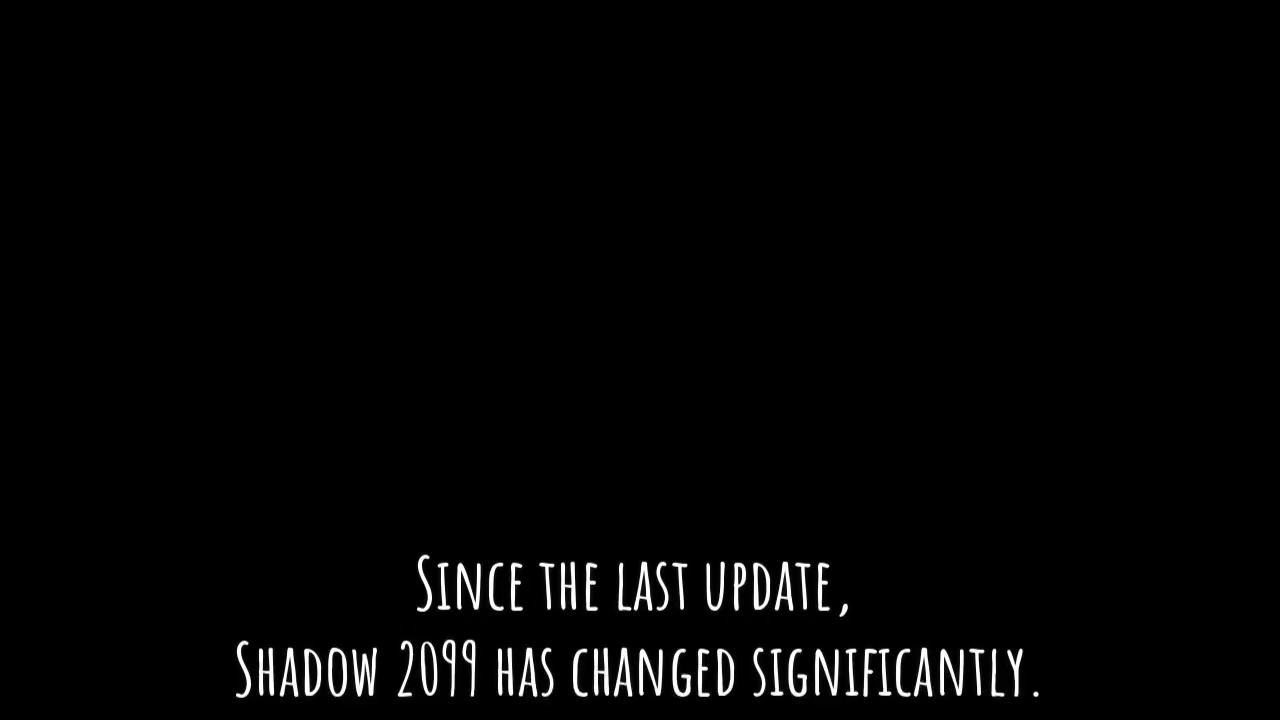 Since the last update,
Shadow 2099 has changed significantly.